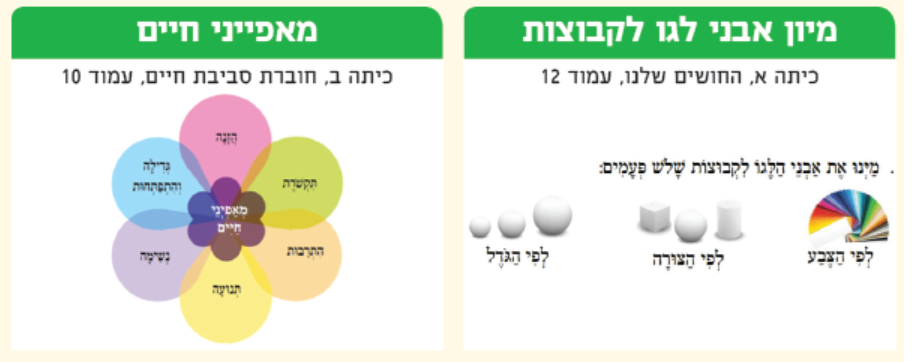 מיון אבני לגו לקבוצות
כיתה א, החושים שלנו, עמוד 12
. מַיְּנוּ אֶת אַבְנֵי הַלֶּגוֹ לִקְבוּצוֹת שָׁלֹשׁ פְּעָמִים:
לְפִי הַצֶּבַע
לְפִי הַצּוּרָה
לְפִי הַגֹּדֶל
מאפייני חיים
כיתה ב, חוברת סביבת חיים, עמוד 10
הֲזָנָה
תִּקְשֹׁרֶת
הִתְרַבּוּת
תְּנוּעָה
נְשִׁימָה
גְּדִילָה
וְהִתְפַּתְּחוּת
מְאַפְיְנֵי
חַיִּים